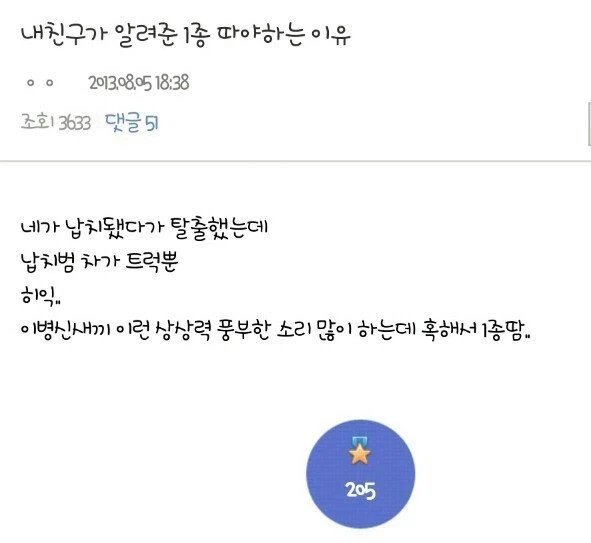 내친구가 알려준 1종 따야하는 이유
ㅇㅇ 2013.08.05 18:38
조회 3633 댓글 51
네가 납치됐다가 탈출했는데
납치범 차가 트럭뿐
히익..
이병신새끼 이런 상상력 풍부한 소리 많이 하는데 혹해서 1종땀..
205